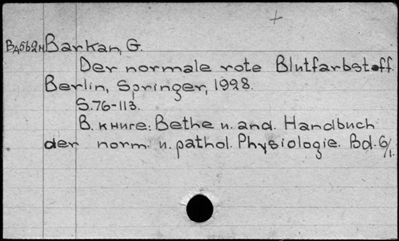 Вд562н Barkan, G.
Der normale rote Blutfarbstoff
Berlin, Springer, 1928.
S.76-113.
В книге: Bethe u. and. Handbuch
der norm. u. pathol. Physiologie. Bd. 6/1.